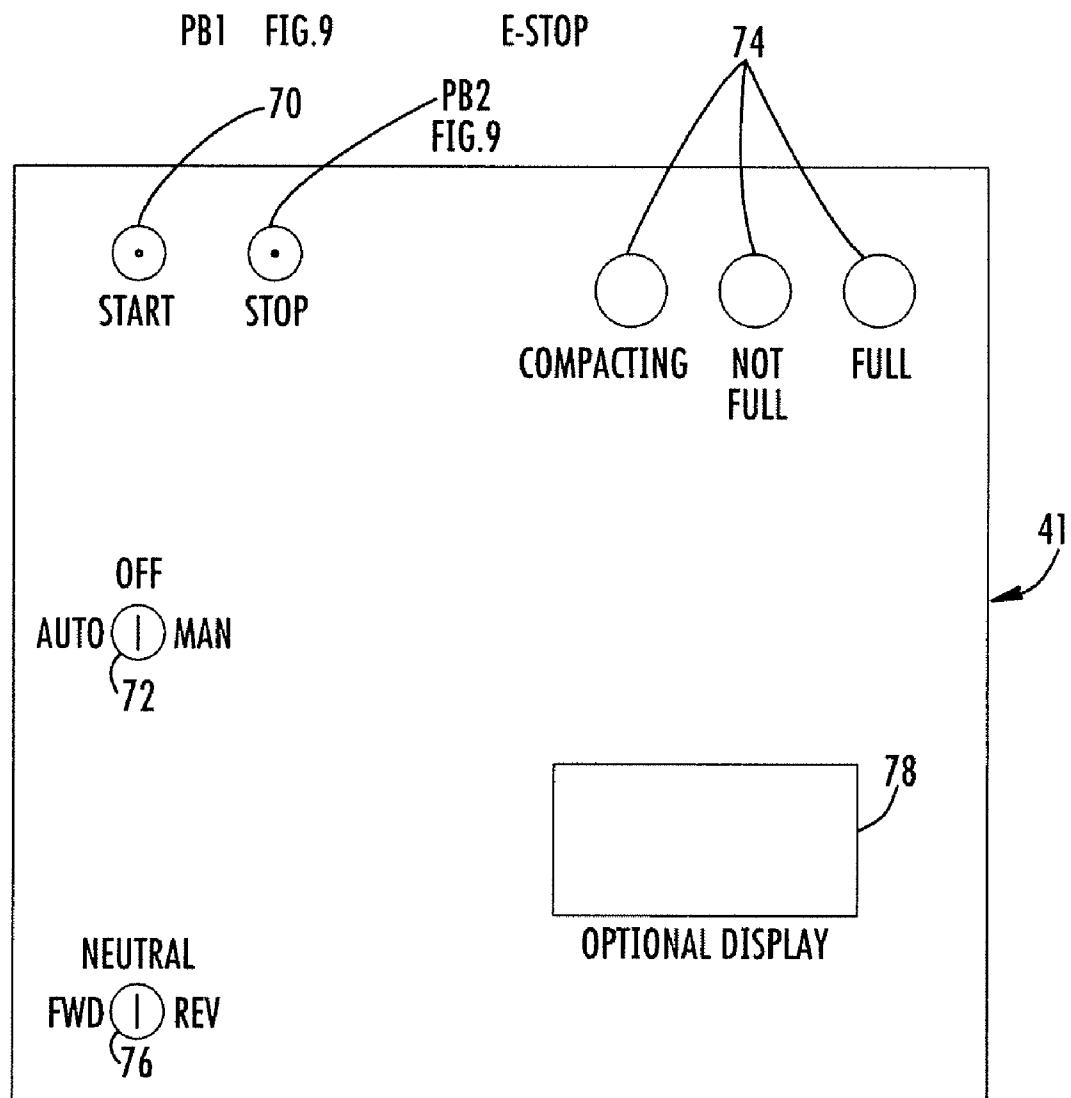 PB1 FIG.9 E-STOP 74
70 PB2
FIG.9
START STOP
COMPACTING NOT FULL
FULL
41
OFF
AUTO MAN
72
78
OPTIONAL DISPLAY
NEUTRAL
FWD REV
76